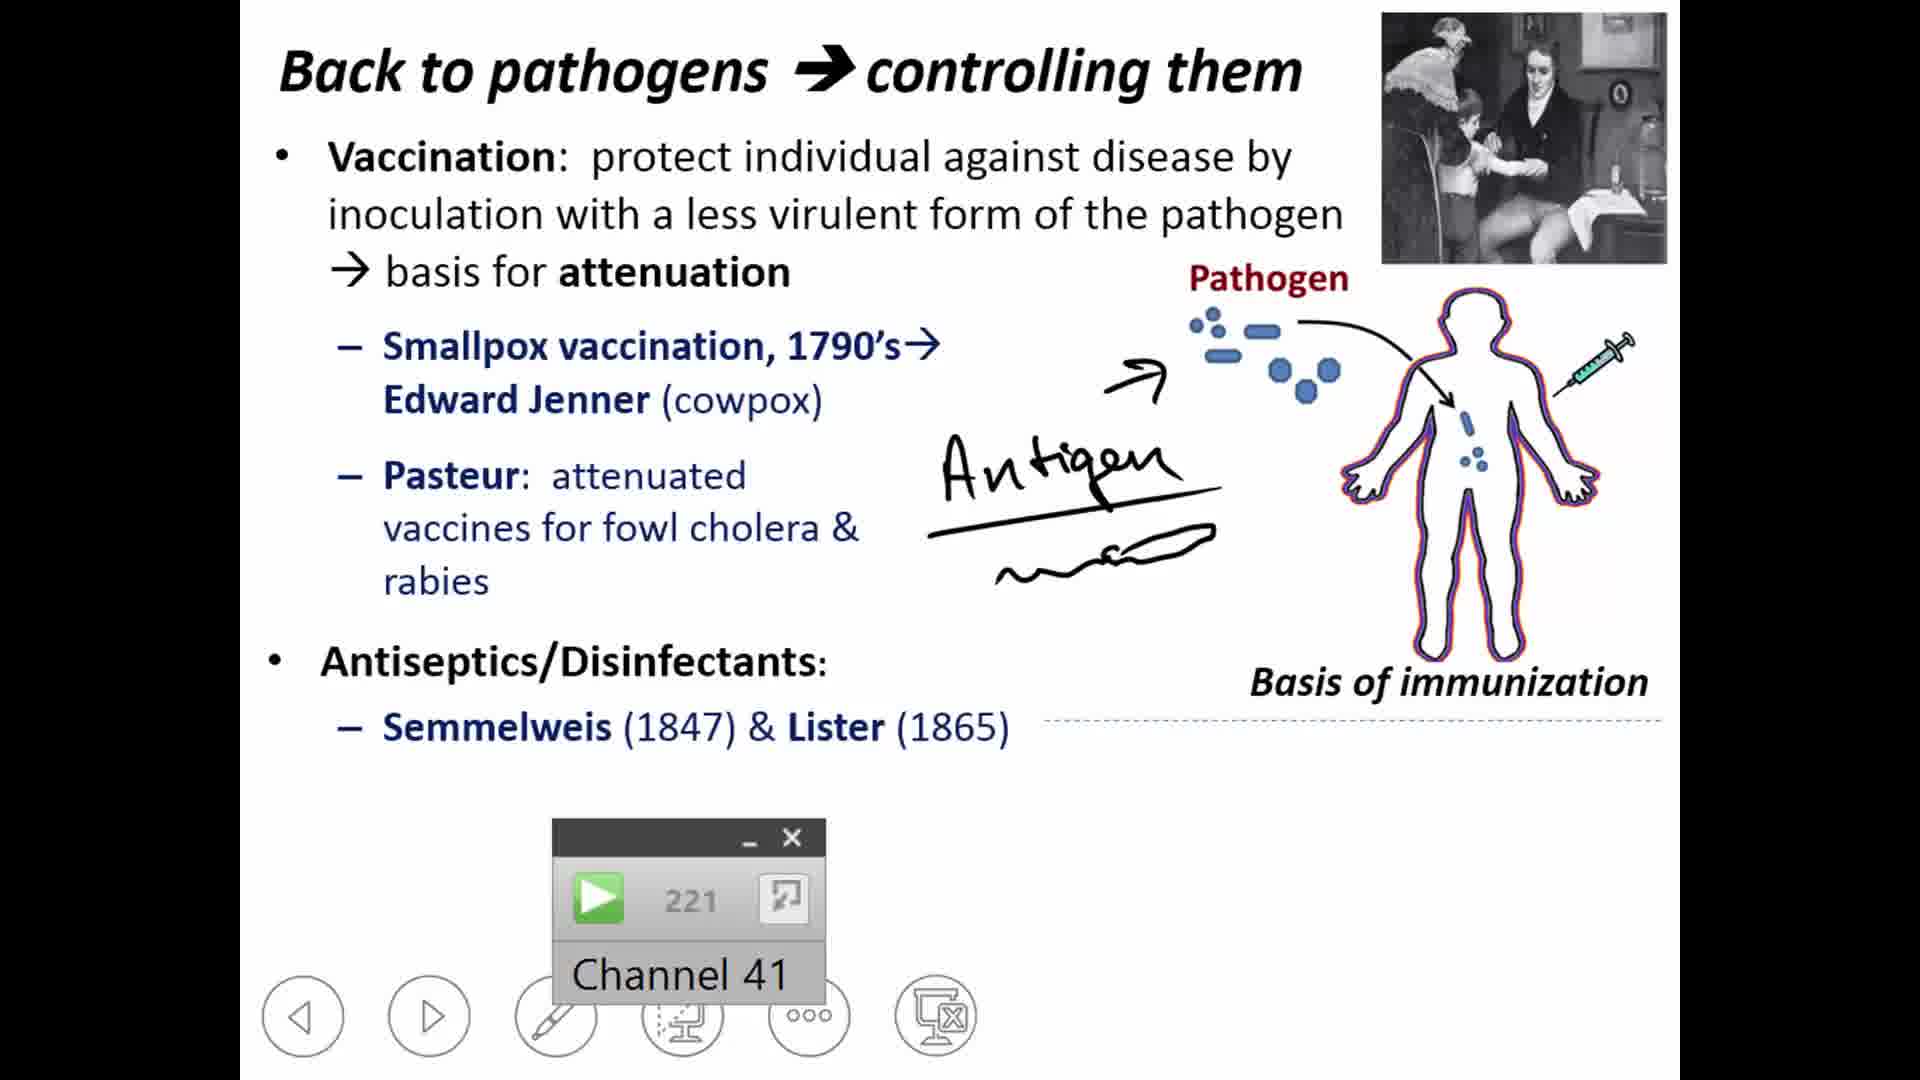 Back to pathogens ➔ controlling them
• Vaccination: protect individual against disease by
inoculation with a less virulent form of the pathogen
→ basis for attenuation
– Smallpox vaccination, 1790’s→
Edward Jenner (cowpox)
– Pasteur: attenuated
vaccines for fowl cholera &
rabies
Pathogen
Antigen
Basis of immunization
• Antiseptics/Disinfectants:
– Semmelweis (1847) & Lister (1865)
221
Channel 41